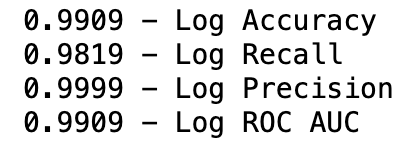 0.9909 – Log Accuracy
0.9819 – Log Recall
0.9999 – Log Precision
0.9909 – Log ROC AUC